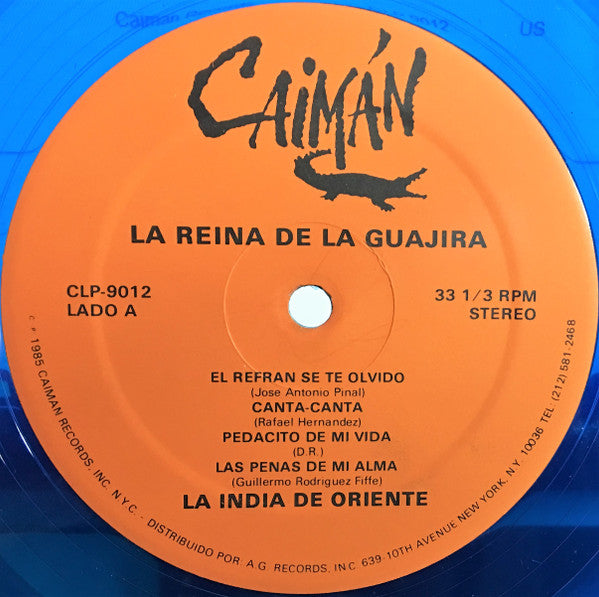 Caiman Records 9012
US
CAIMÁN
LA REINA DE LA GUAJIRA
CLP-9012
LADO A
33 1/3 RPM
STEREO
EL REFRAN SE TE OLVIDO
(Jose Antonio Pinal)
CANTA-CANTA
(Rafael Hernandez)
PEDACITO DE MI VIDA
(D.R.)
LAS PENAS DE MI ALMA
(Guillermo Rodriguez Fiffe)
LA INDIA DE ORIENTE
C. P. 1985 CAIMAN RECORDS, INC. N.Y.C. - DISTRIBUIDO POR: A.G. RECORDS, INC 639-10TH AVENUE NEW YORK, N.Y. 10036 TEL: (212) 581-2468